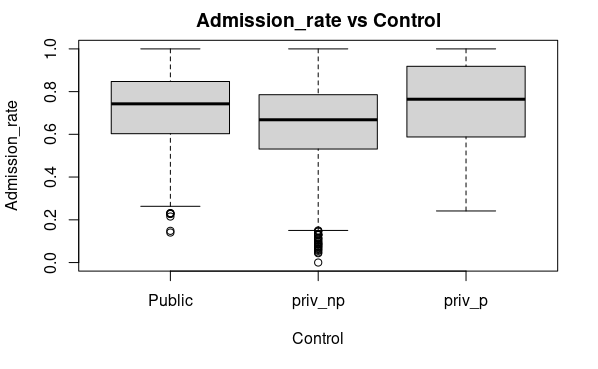 Admission_rate vs Control
Admission_rate
1.0
0.8
0.6
0.4
0.2
0.0
Public priv_np priv_p
Control